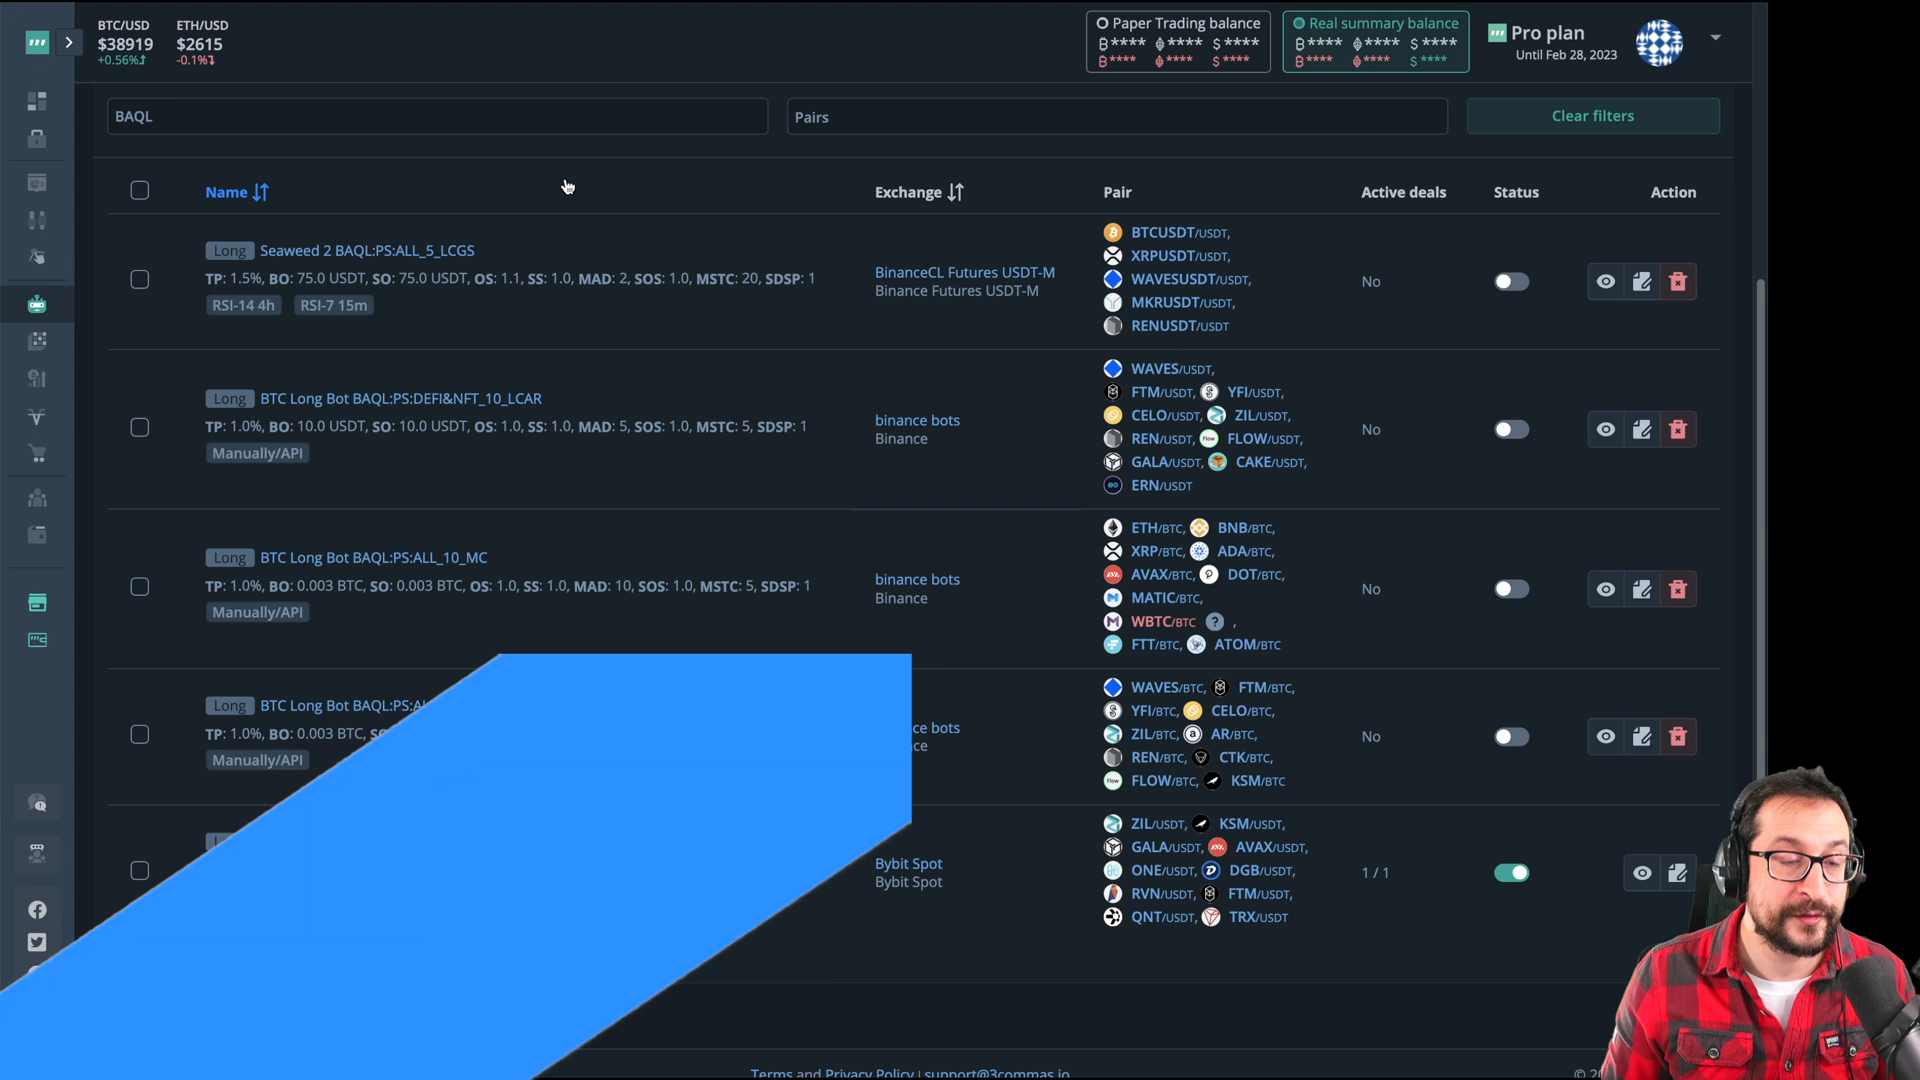 BTC/USD ETH/USD
$38919 $2615
+0.56% -0.1%
Paper Trading balance
**** **** $ ****
**** **** $ ****
Real summary balance
**** **** $ ****
**** **** $ ****
Pro plan
Until Feb 28, 2023
BAQL Pairs Clear filters
Name Exchange Pair Active deals Status Action
Long Seaweed 2 BAQL:PS:ALL_5_LCGS
TP: 1.5%, BO: 75.0 USDT, SO: 75.0 USDT, OS: 1.1, SS: 1.0, MAD: 2, SOS: 1.0, MSTC: 20, SDSP: 1
RSI-14 4h RSI-7 15m
BinanceCL Futures USDT-M
Binance Futures USDT-M
BTCUSDT/USDT,
XRPUSDT/USDT,
WAVESUSDT/USDT,
MKRUSDT/USDT,
RENUSDT/USDT
No
Long BTC Long Bot BAQL:PS:DEFI&NFT_10_LCAR
TP: 1.0%, BO: 10.0 USDT, SO: 10.0 USDT, OS: 1.0, SS: 1.0, MAD: 5, SOS: 1.0, MSTC: 5, SDSP: 1
Manually/API
binance bots
Binance
WAVES/USDT,
FTM/USDT, YFI/USDT,
CELO/USDT, ZIL/USDT,
REN/USDT, FLOW/USDT,
GALA/USDT, CAKE/USDT,
ERN/USDT
No
Long BTC Long Bot BAQL:PS:ALL_10_MC
TP: 1.0%, BO: 0.003 BTC, SO: 0.003 BTC, OS: 1.0, SS: 1.0, MAD: 10, SOS: 1.0, MSTC: 5, SDSP: 1
Manually/API
binance bots
Binance
ETH/BTC, BNB/BTC,
XRP/BTC, ADA/BTC,
AVAX/BTC, DOT/BTC,
MATIC/BTC,
WBTC/BTC ? ,
FTT/BTC, ATOM/BTC
No
Long BTC Long Bot BAQL:PS:A
TP: 1.0%, BO: 0.003 BTC,
Manually/API
ce bots
ce
WAVES/BTC, FTM/BTC,
YFI/BTC, CELO/BTC,
ZIL/BTC, AR/BTC,
REN/BTC, CTK/BTC,
FLOW/BTC, KSM/BTC
No
Bybit Spot
Bybit Spot
ZIL/USDT, KSM/USDT,
GALA/USDT, AVAX/USDT,
ONE/USDT, DGB/USDT,
RVN/USDT, FTM/USDT,
QNT/USDT, TRX/USDT
1 / 1
Terms and Privacy Policy | support@3commas.io